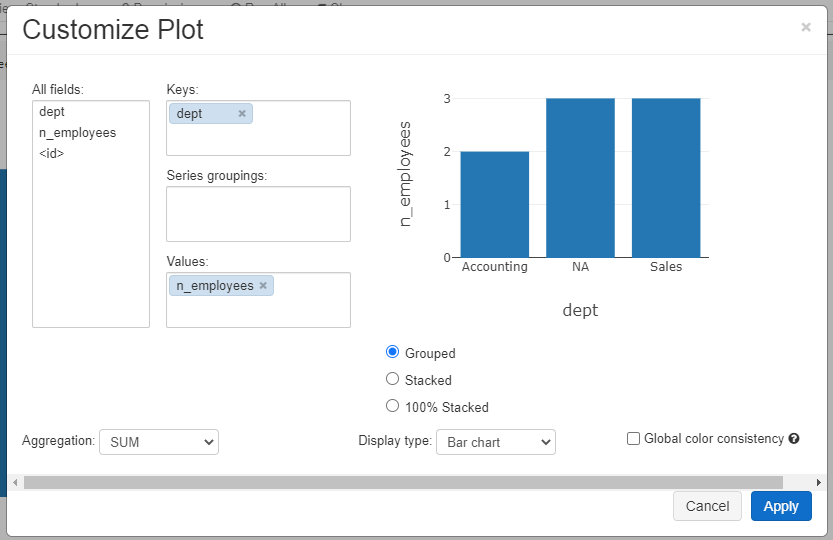 Customize Plot
×
All fields:
dept
n_employees
<id>
Keys:
dept ×
Series groupings:
Values:
n_employees ×
n_employees
3
2
1
0
Accounting NA Sales
dept
Grouped
Stacked
100% Stacked
Aggregation: SUM
Display type: Bar chart
Global color consistency ?
Cancel Apply